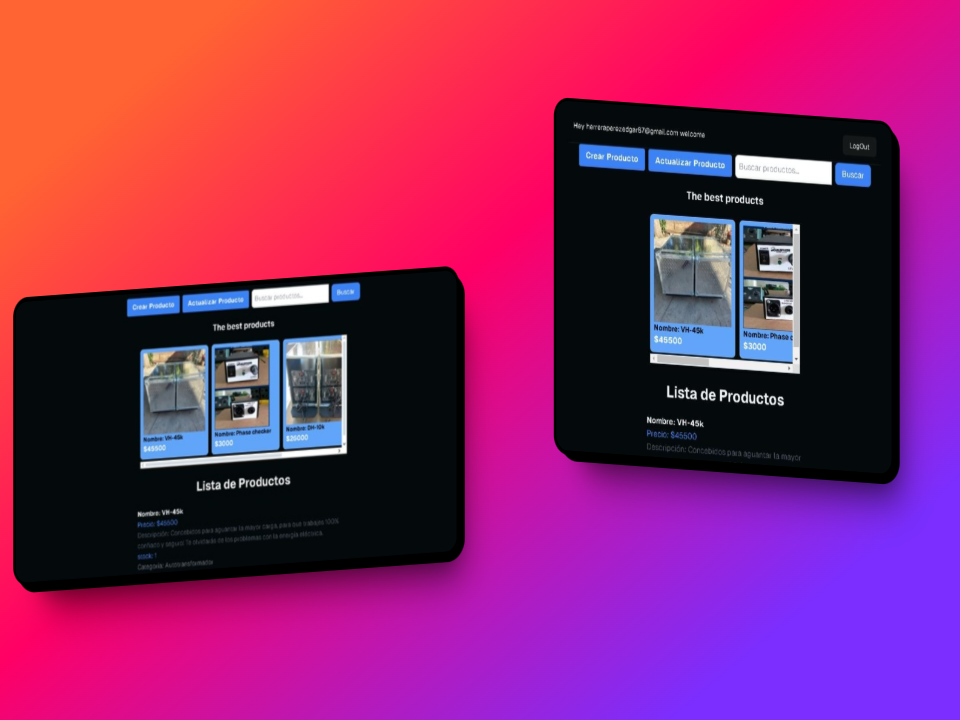 Crear Producto Actualizar Producto Buscar productos... Buscar
The best products
Nombre: VH-45k Nombre: Phase checker Nombre: DH-10k
$45500 $3000 $26000
Lista de Productos
Nombre: VH-45k
Precio: $45500
Descripción: Concebidos para aguantar la mayor carga, para que trabajes 100%
confiado y seguro. Te olvidarás de los problemas con la energía eléctrica.
stock: 1
Categoría: Autotransformador
Hey herreraperezedgar67@gmail.com welcome
LogOut
Crear Producto Actualizar Producto Buscar productos... Buscar
The best products
Nombre: VH-45k Nombre: Phase c
$45500 $3000
Lista de Productos
Nombre: VH-45k
Precio: $45500
Descripción: Concebidos para aguantar la mayor